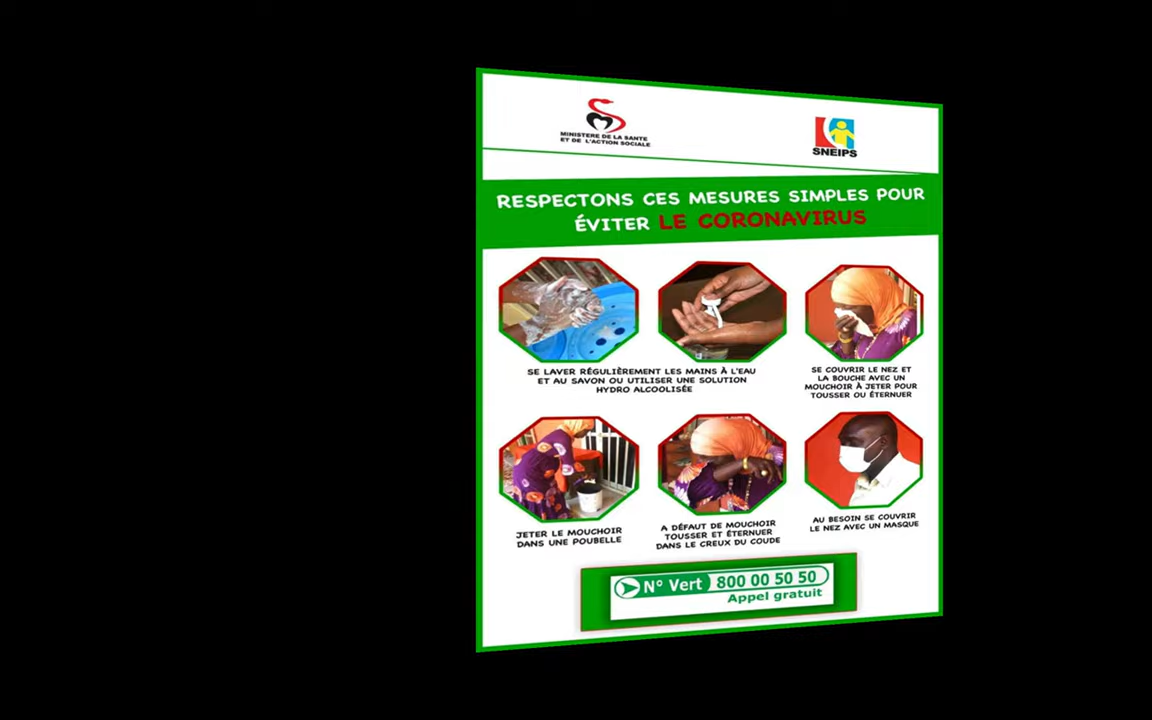 MINISTERE DE LA SANTE
ET DE L'ACTION SOCIALE
SNEIPS
RESPECTONS CES MESURES SIMPLES POUR
ÉVITER LE CORONAVIRUS
SE LAVER RÉGULIÈREMENT LES MAINS À L'EAU
ET AU SAVON OU UTILISER UNE SOLUTION
HYDRO ALCOOLISÉE
SE COUVRIR LE NEZ ET
LA BOUCHE AVEC UN
MOUCHOIR À JETER POUR
TOUSSER OU ÉTERNUER
JETER LE MOUCHOIR
DANS UNE POUBELLE
A DÉFAUT DE MOUCHOIR
TOUSSER ET ÉTERNUER
DANS LE CREUX DU COUDE
AU BESOIN SE COUVRIR
LE NEZ AVEC UN MASQUE
N° Vert 800 00 50 50
Appel gratuit